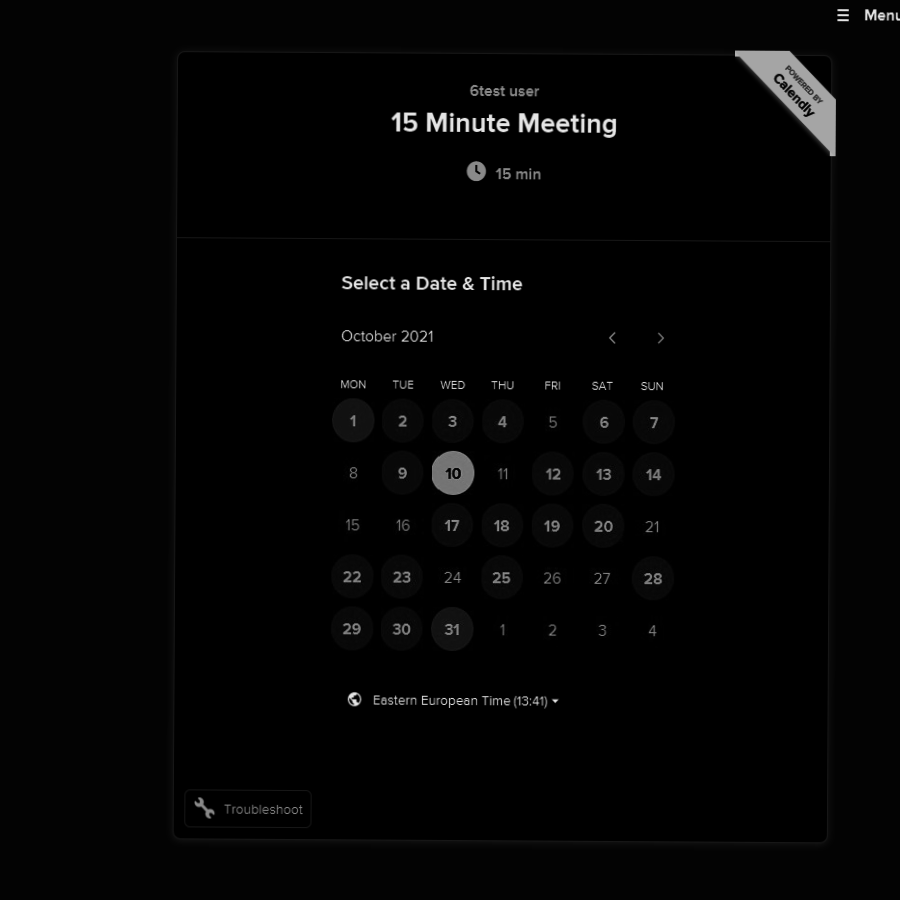 ☰ Menu
POWERED BY
Calendly
6test user
15 Minute Meeting
15 min
Select a Date & Time
October 2021
MON TUE WED THU FRI SAT SUN
1 2 3 4 5 6 7
8 9 10 11 12 13 14
15 16 17 18 19 20 21
22 23 24 25 26 27 28
29 30 31 1 2 3 4
Eastern European Time (13:41)
Troubleshoot